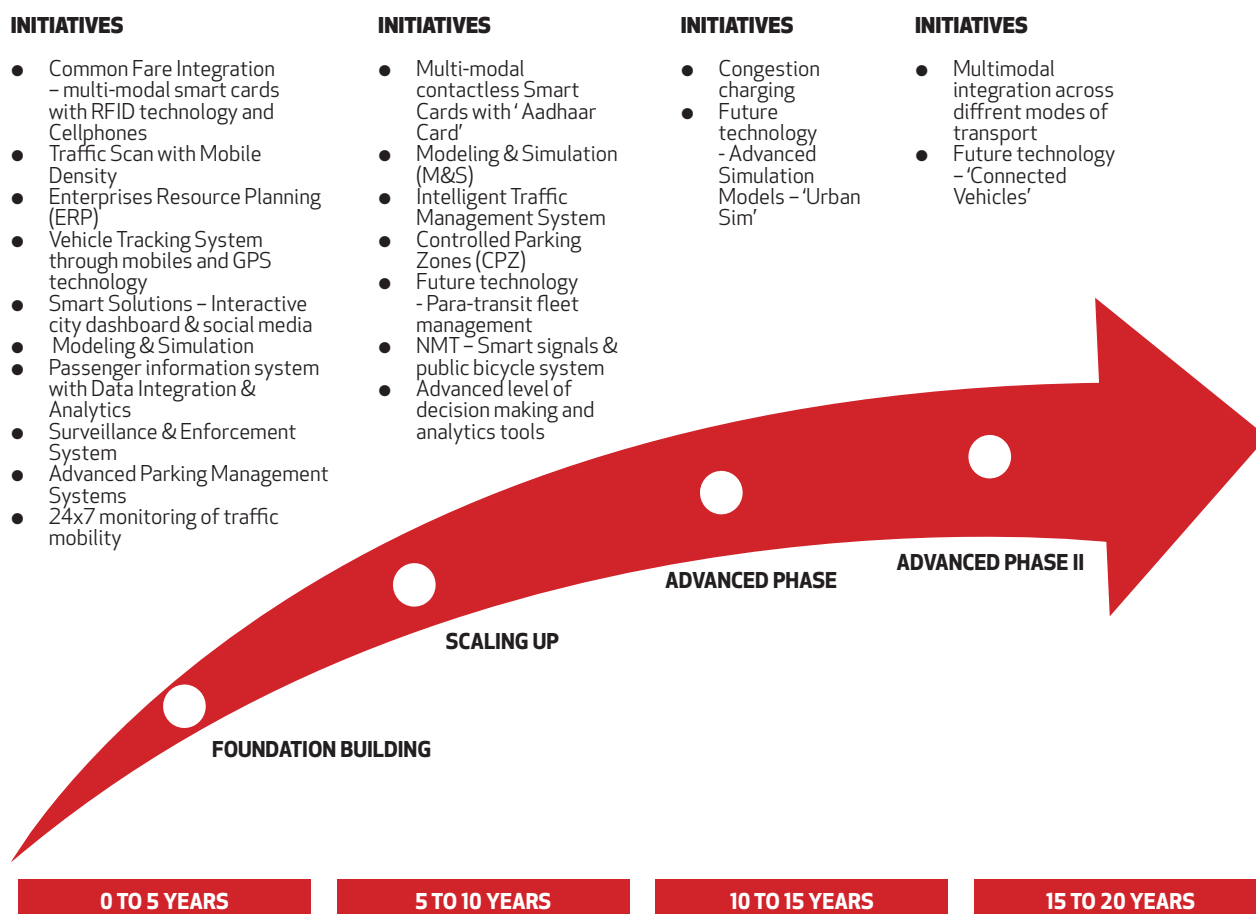 INITIATIVES
● Common Fare Integration
– multi-modal smart cards
with RFID technology and
Cellphones
● Traffic Scan with Mobile
Density
● Enterprises Resource Planning
(ERP)
● Vehicle Tracking System
through mobiles and GPS
technology
● Smart Solutions – Interactive
city dashboard & social media
● Modeling & Simulation
● Passenger information system
with Data Integration &
Analytics
● Surveillance & Enforcement
System
● Advanced Parking Management
Systems
● 24x7 monitoring of traffic
mobility
INITIATIVES
● Multi-modal
contactless Smart
Cards with ‘ Aadhaar
Card’
● Modeling & Simulation
(M&S)
● Intelligent Traffic
Management System
● Controlled Parking
Zones (CPZ)
● Future technology
- Para-transit fleet
management
● NMT – Smart signals &
public bicycle system
● Advanced level of
decision making and
analytics tools
INITIATIVES
● Congestion
charging
● Future
technology
- Advanced
Simulation
Models – ‘Urban
Sim’
INITIATIVES
● Multimodal
integration across
diffrent modes of
transport
● Future technology
– ‘Connected
Vehicles’
FOUNDATION BUILDING
SCALING UP
ADVANCED PHASE
ADVANCED PHASE II
0 TO 5 YEARS
5 TO 10 YEARS
10 TO 15 YEARS
15 TO 20 YEARS